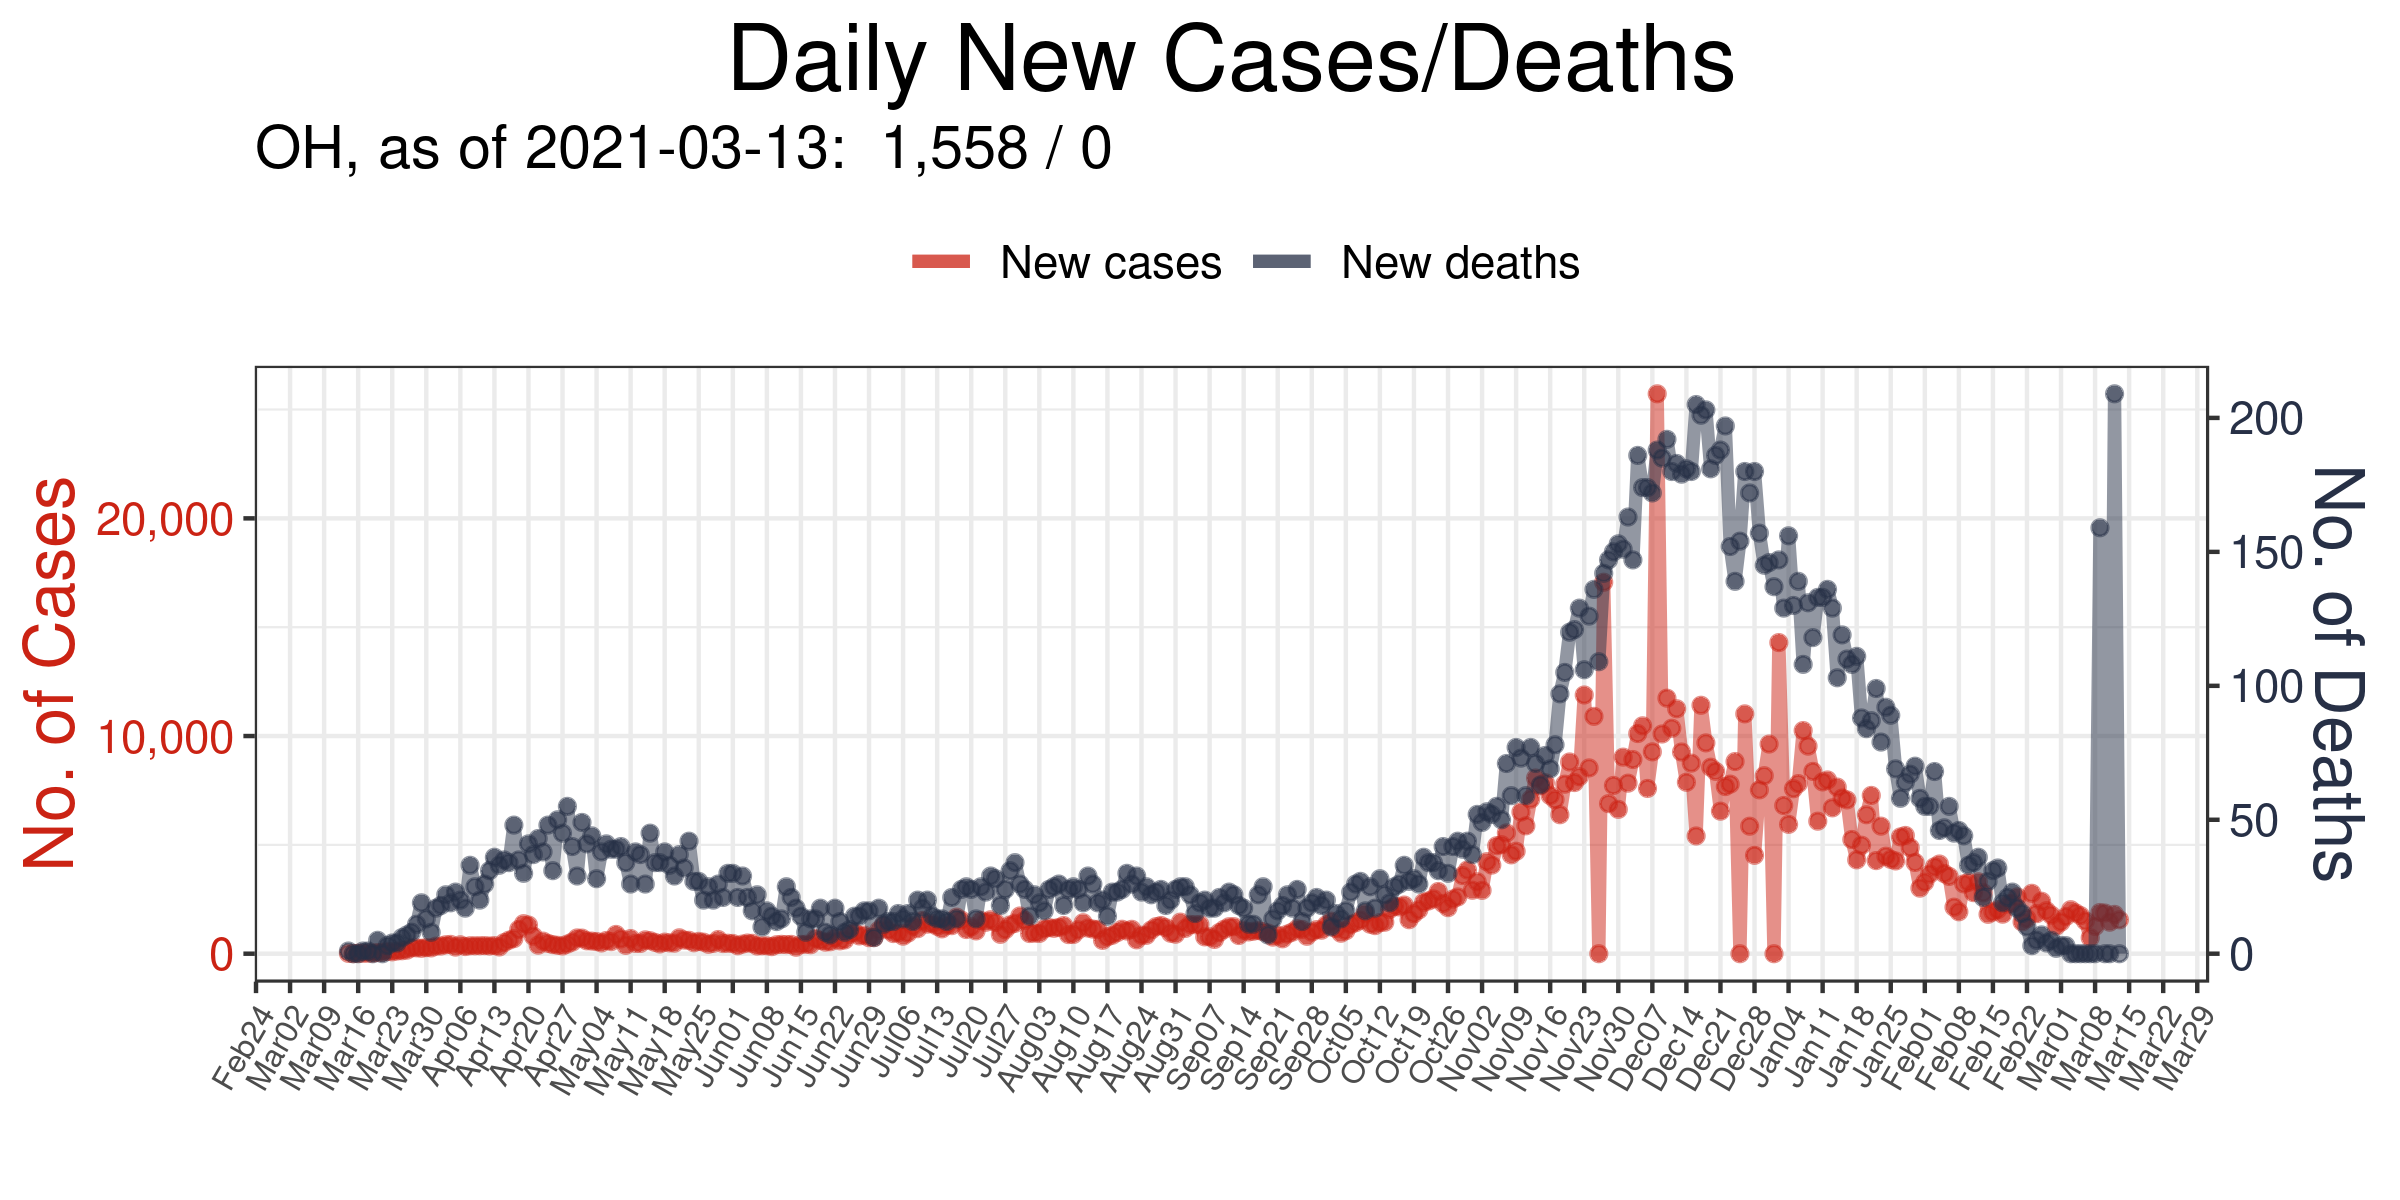 Daily New Cases/Deaths
OH, as of 2021-03-13:  1,558 / 0
New cases
New deaths
No. of Cases
20,000
10,000
0
200
150
100
50
0
No. of Deaths
Feb24
Mar02
Mar09
Mar16
Mar23
Mar30
Apr06
Apr13
Apr20
Apr27
May04
May11
May18
May25
Jun01
Jun08
Jun15
Jun22
Jun29
Jul06
Jul13
Jul20
Jul27
Aug03
Aug10
Aug17
Aug24
Aug31
Sep07
Sep14
Sep21
Sep28
Oct05
Oct12
Oct19
Oct26
Nov02
Nov09
Nov16
Nov23
Nov30
Dec07
Dec14
Dec21
Dec28
Jan04
Jan11
Jan18
Jan25
Feb01
Feb08
Feb15
Feb22
Mar01
Mar08
Mar15
Mar22
Mar29